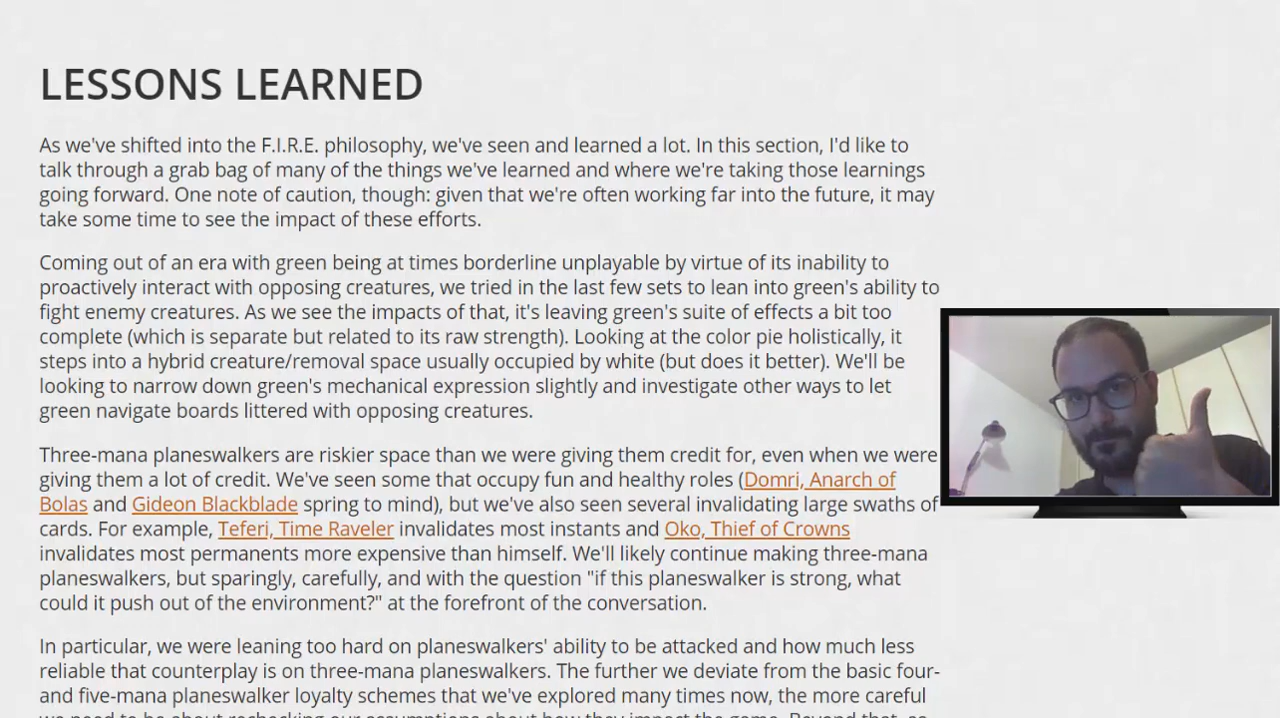 LESSONS LEARNED
As we've shifted into the F.I.R.E. philosophy, we've seen and learned a lot. In this section, I'd like to
talk through a grab bag of many of the things we've learned and where we're taking those learnings
going forward. One note of caution, though: given that we're often working far into the future, it may
take some time to see the impact of these efforts.
Coming out of an era with green being at times borderline unplayable by virtue of its inability to
proactively interact with opposing creatures, we tried in the last few sets to lean into green's ability to
fight enemy creatures. As we see the impacts of that, it's leaving green's suite of effects a bit too
complete (which is separate but related to its raw strength). Looking at the color pie holistically, it
steps into a hybrid creature/removal space usually occupied by white (but does it better). We'll be
looking to narrow down green's mechanical expression slightly and investigate other ways to let
green navigate boards littered with opposing creatures.
Three-mana planeswalkers are riskier space than we were giving them credit for, even when we were
giving them a lot of credit. We've seen some that occupy fun and healthy roles (Domri, Anarch of
Bolas and Gideon Blackblade spring to mind), but we've also seen several invalidating large swaths of
cards. For example, Teferi, Time Raveler invalidates most instants and Oko, Thief of Crowns
invalidates most permanents more expensive than himself. We'll likely continue making three-mana
planeswalkers, but sparingly, carefully, and with the question "if this planeswalker is strong, what
could it push out of the environment?" at the forefront of the conversation.
In particular, we were leaning too hard on planeswalkers' ability to be attacked and how much less
reliable that counterplay is on three-mana planeswalkers. The further we deviate from the basic four-
and five-mana planeswalker loyalty schemes that we've explored many times now, the more careful
we need to be about rechecking our assumptions about how they impact the game. Beyond that, as